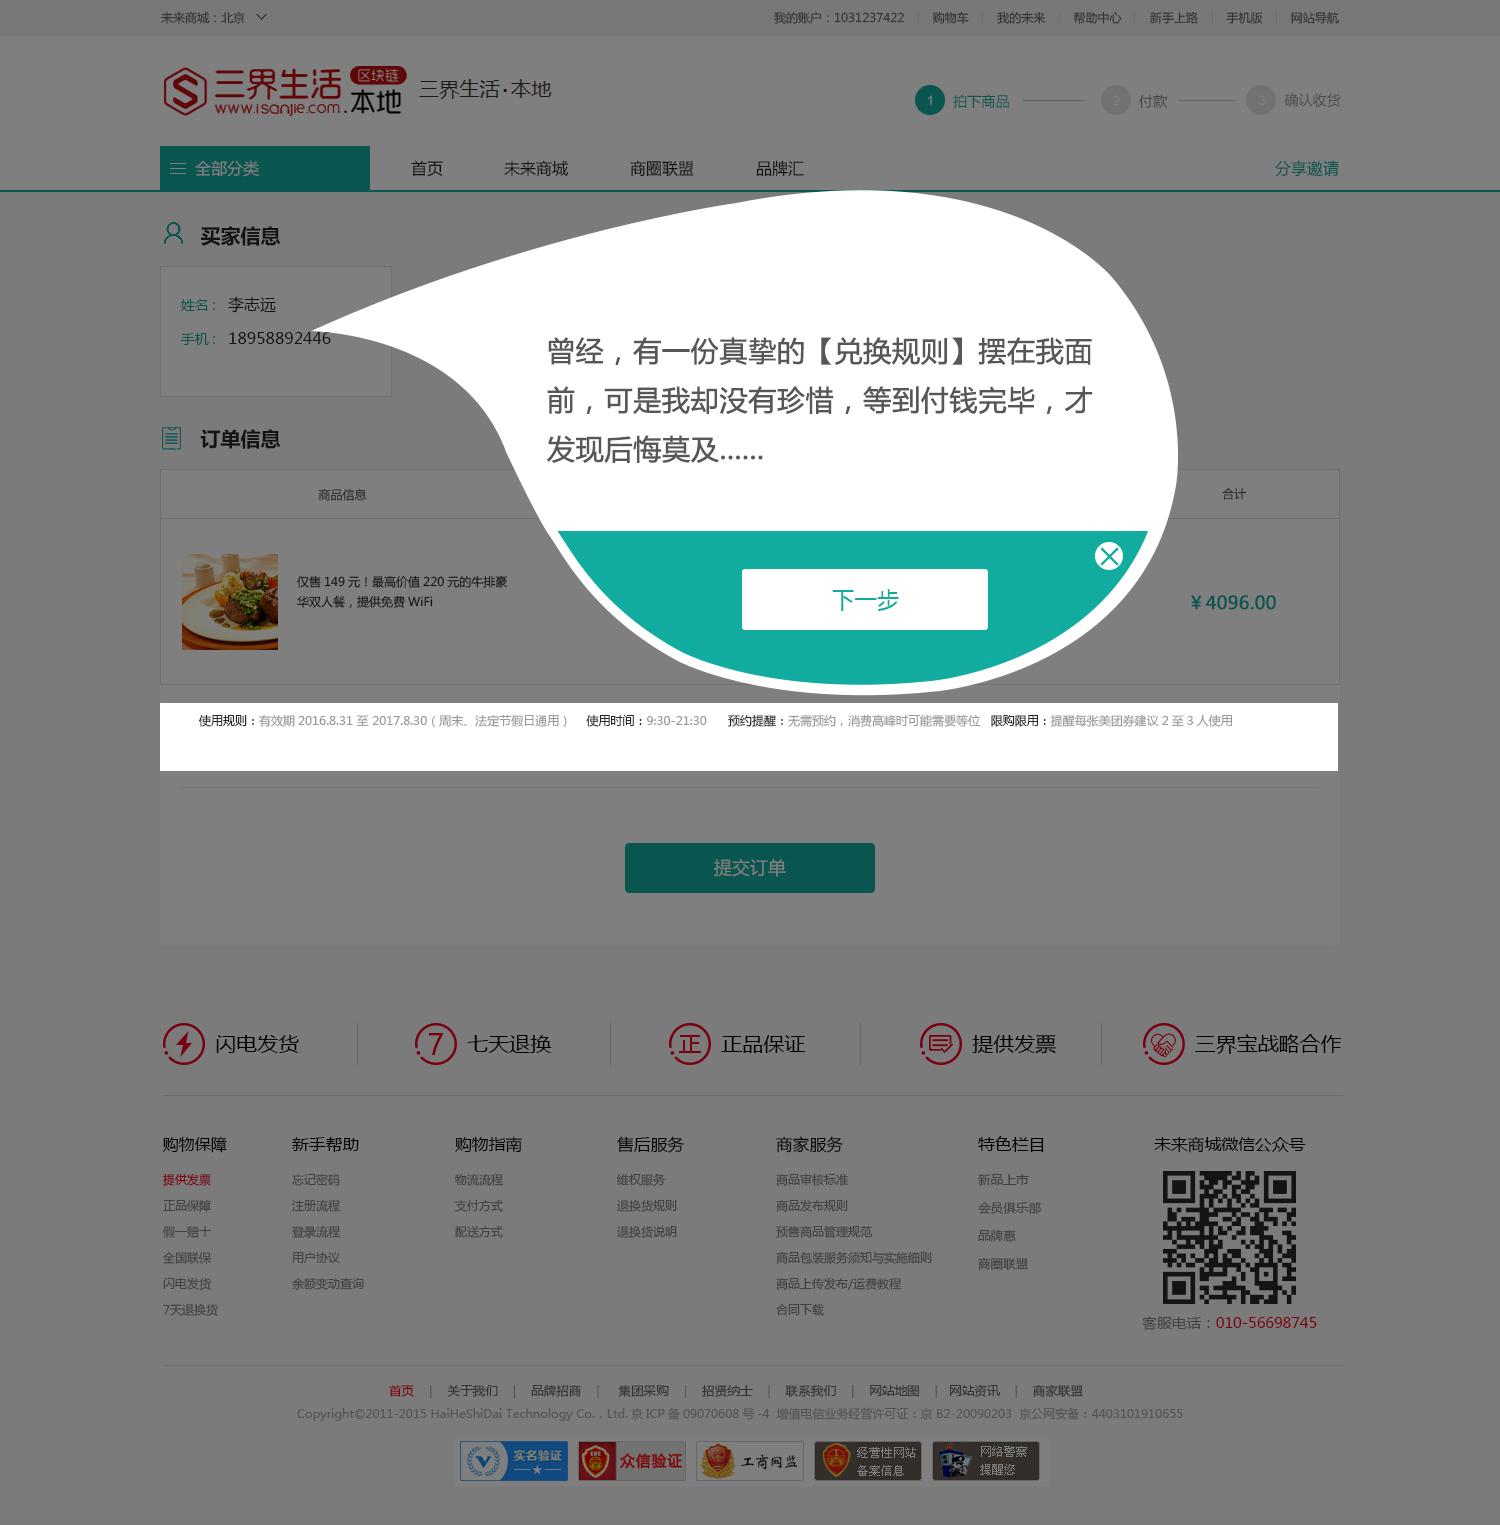 未来商城：北京
我的账户：1031237422 购物车 我的未来 帮助中心 新手上路 手机版 网站导航
三界生活 区块链
www.isanjie.com.本地
三界生活·本地
1 拍下商品 2 付款 3 确认收货
全部分类 首页 未来商城 商圈联盟 品牌汇 分享邀请
买家信息
姓名： 李志远
手机： 18958892446
曾经，有一份真挚的【兑换规则】摆在我面
前，可是我却没有珍惜，等到付钱完毕，才
发现后悔莫及......
下一步
订单信息
商品信息 合计
仅售 149 元！最高价值 220 元的牛排豪
华双人餐，提供免费 WiFi
¥ 4096.00
使用规则：有效期 2016.8.31 至 2017.8.30（周末、法定节假日通用） 使用时间：9:30-21:30 预约提醒：无需预约，消费高峰时可能需要等位 限购限用：提醒每张美团券建议 2 至 3 人使用
提交订单
闪电发货 7 七天退换 正 正品保证 提供发票 三界宝战略合作
购物保障 新手帮助 购物指南 售后服务 商家服务 特色栏目 未来商城微信公众号
提供发票 忘记密码 物流流程 维权服务 商品审核标准 新品上市
正品保障 注册流程 支付方式 退换货规则 商品发布规则 会员俱乐部
假一赔十 登录流程 配送方式 退换货说明 预售商品管理规范 品牌惠
全国联保 用户协议 商品包装服务须知与实施细则 商圈联盟
闪电发货 余额变动查询 商品上传发布/运费教程
7天退换货 合同下载
客服电话：010-56698745
首页 | 关于我们 | 品牌招商 | 集团采购 | 招贤纳士 | 联系我们 | 网站地图 | 网站资讯 | 商家联盟
Copyright©2011-2015 HaiHeShiDai Technology Co.，Ltd. 京 ICP 备 09070608 号 -4 增值电信业务经营许可证：京 B2-20090203 京公网安备：4403101910655
实名验证 众信验证 工商网监 经营性网站 网络警察
备案信息 提醒您